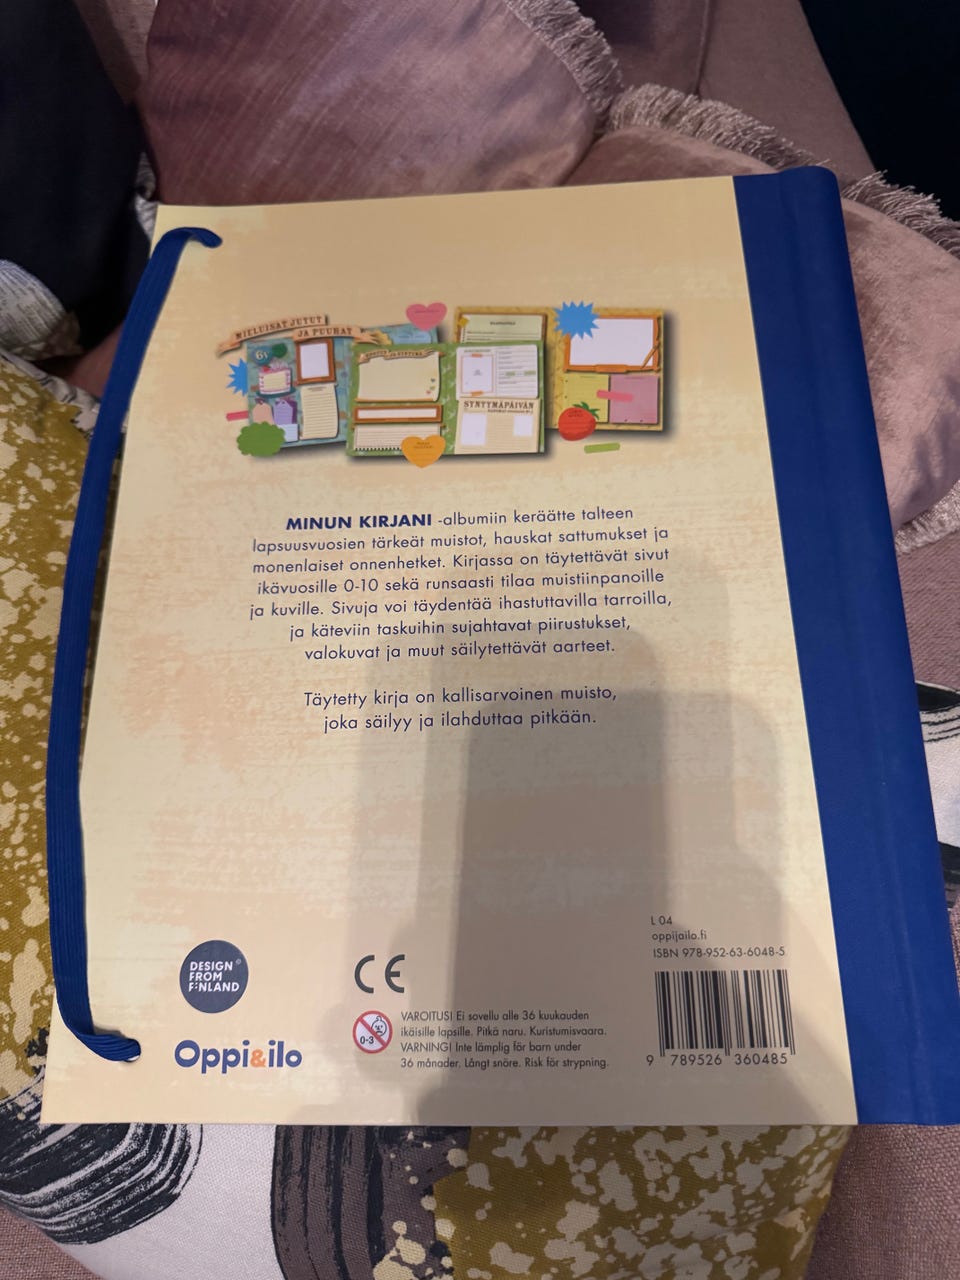 MIELUISAT JUTUT
JA PUUHAT
6v
SYNTYMÄPÄIVÄN
MINUN KIRJANI -albumiin keräätte talteen
lapsuusvuosien tärkeät muistot, hauskat sattumukset ja
monenlaiset onnenhetket. Kirjassa on täytettävät sivut
ikävuosille 0-10 sekä runsaasti tilaa muistiinpanoille
ja kuville. Sivuja voi täydentää ihastuttavilla tarroilla,
ja käteviin taskuihin sujahtavat piirustukset,
valokuvat ja muut säilytettävät aarteet.
Täytetty kirja on kallisarvoinen muisto,
joka säilyy ja ilahduttaa pitkään.
L 04
oppijailo.fi
ISBN 978-952-63-6048-5
DESIGN
FROM
FINLAND
CE
Oppi&ilo
0-3
VAROITUS! Ei sovellu alle 36 kuukauden
ikäisille lapsille. Pitkä naru. Kuristumisvaara.
VARNING! Inte lämplig för barn under
36 månader. Långt snöre. Risk för strypning.
9 789526 360485